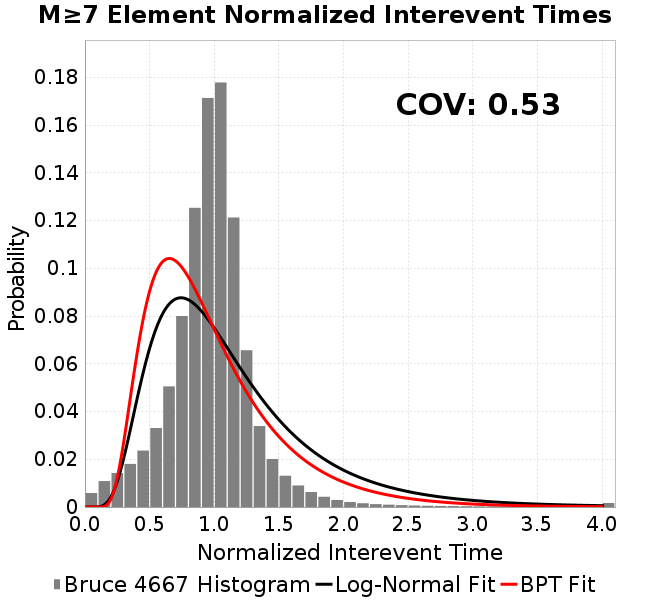 M≥7 Element Normalized Interevent Times
COV: 0.53
Probability
0.18
0.16
0.14
0.12
0.1
0.08
0.06
0.04
0.02
0
0.0 0.5 1.0 1.5 2.0 2.5 3.0 3.5 4.0
Normalized Interevent Time
Bruce 4667 Histogram Log-Normal Fit BPT Fit